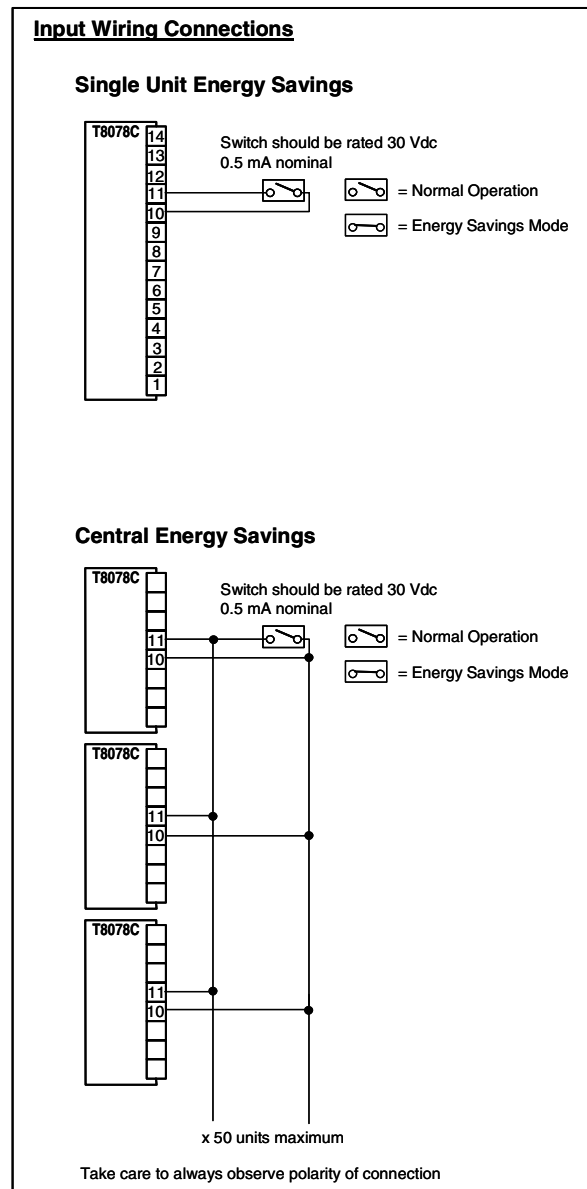 Input Wiring Connections
Single Unit Energy Savings
T8078C
14
13
12
11
10
9
8
7
6
5
4
3
2
1
Switch should be rated 30 Vdc
0.5 mA nominal
= Normal Operation
= Energy Savings Mode
Central Energy Savings
T8078C
11
10
Switch should be rated 30 Vdc
0.5 mA nominal
= Normal Operation
= Energy Savings Mode
T8078C
11
10
T8078C
11
10
x 50 units maximum
Take care to always observe polarity of connection